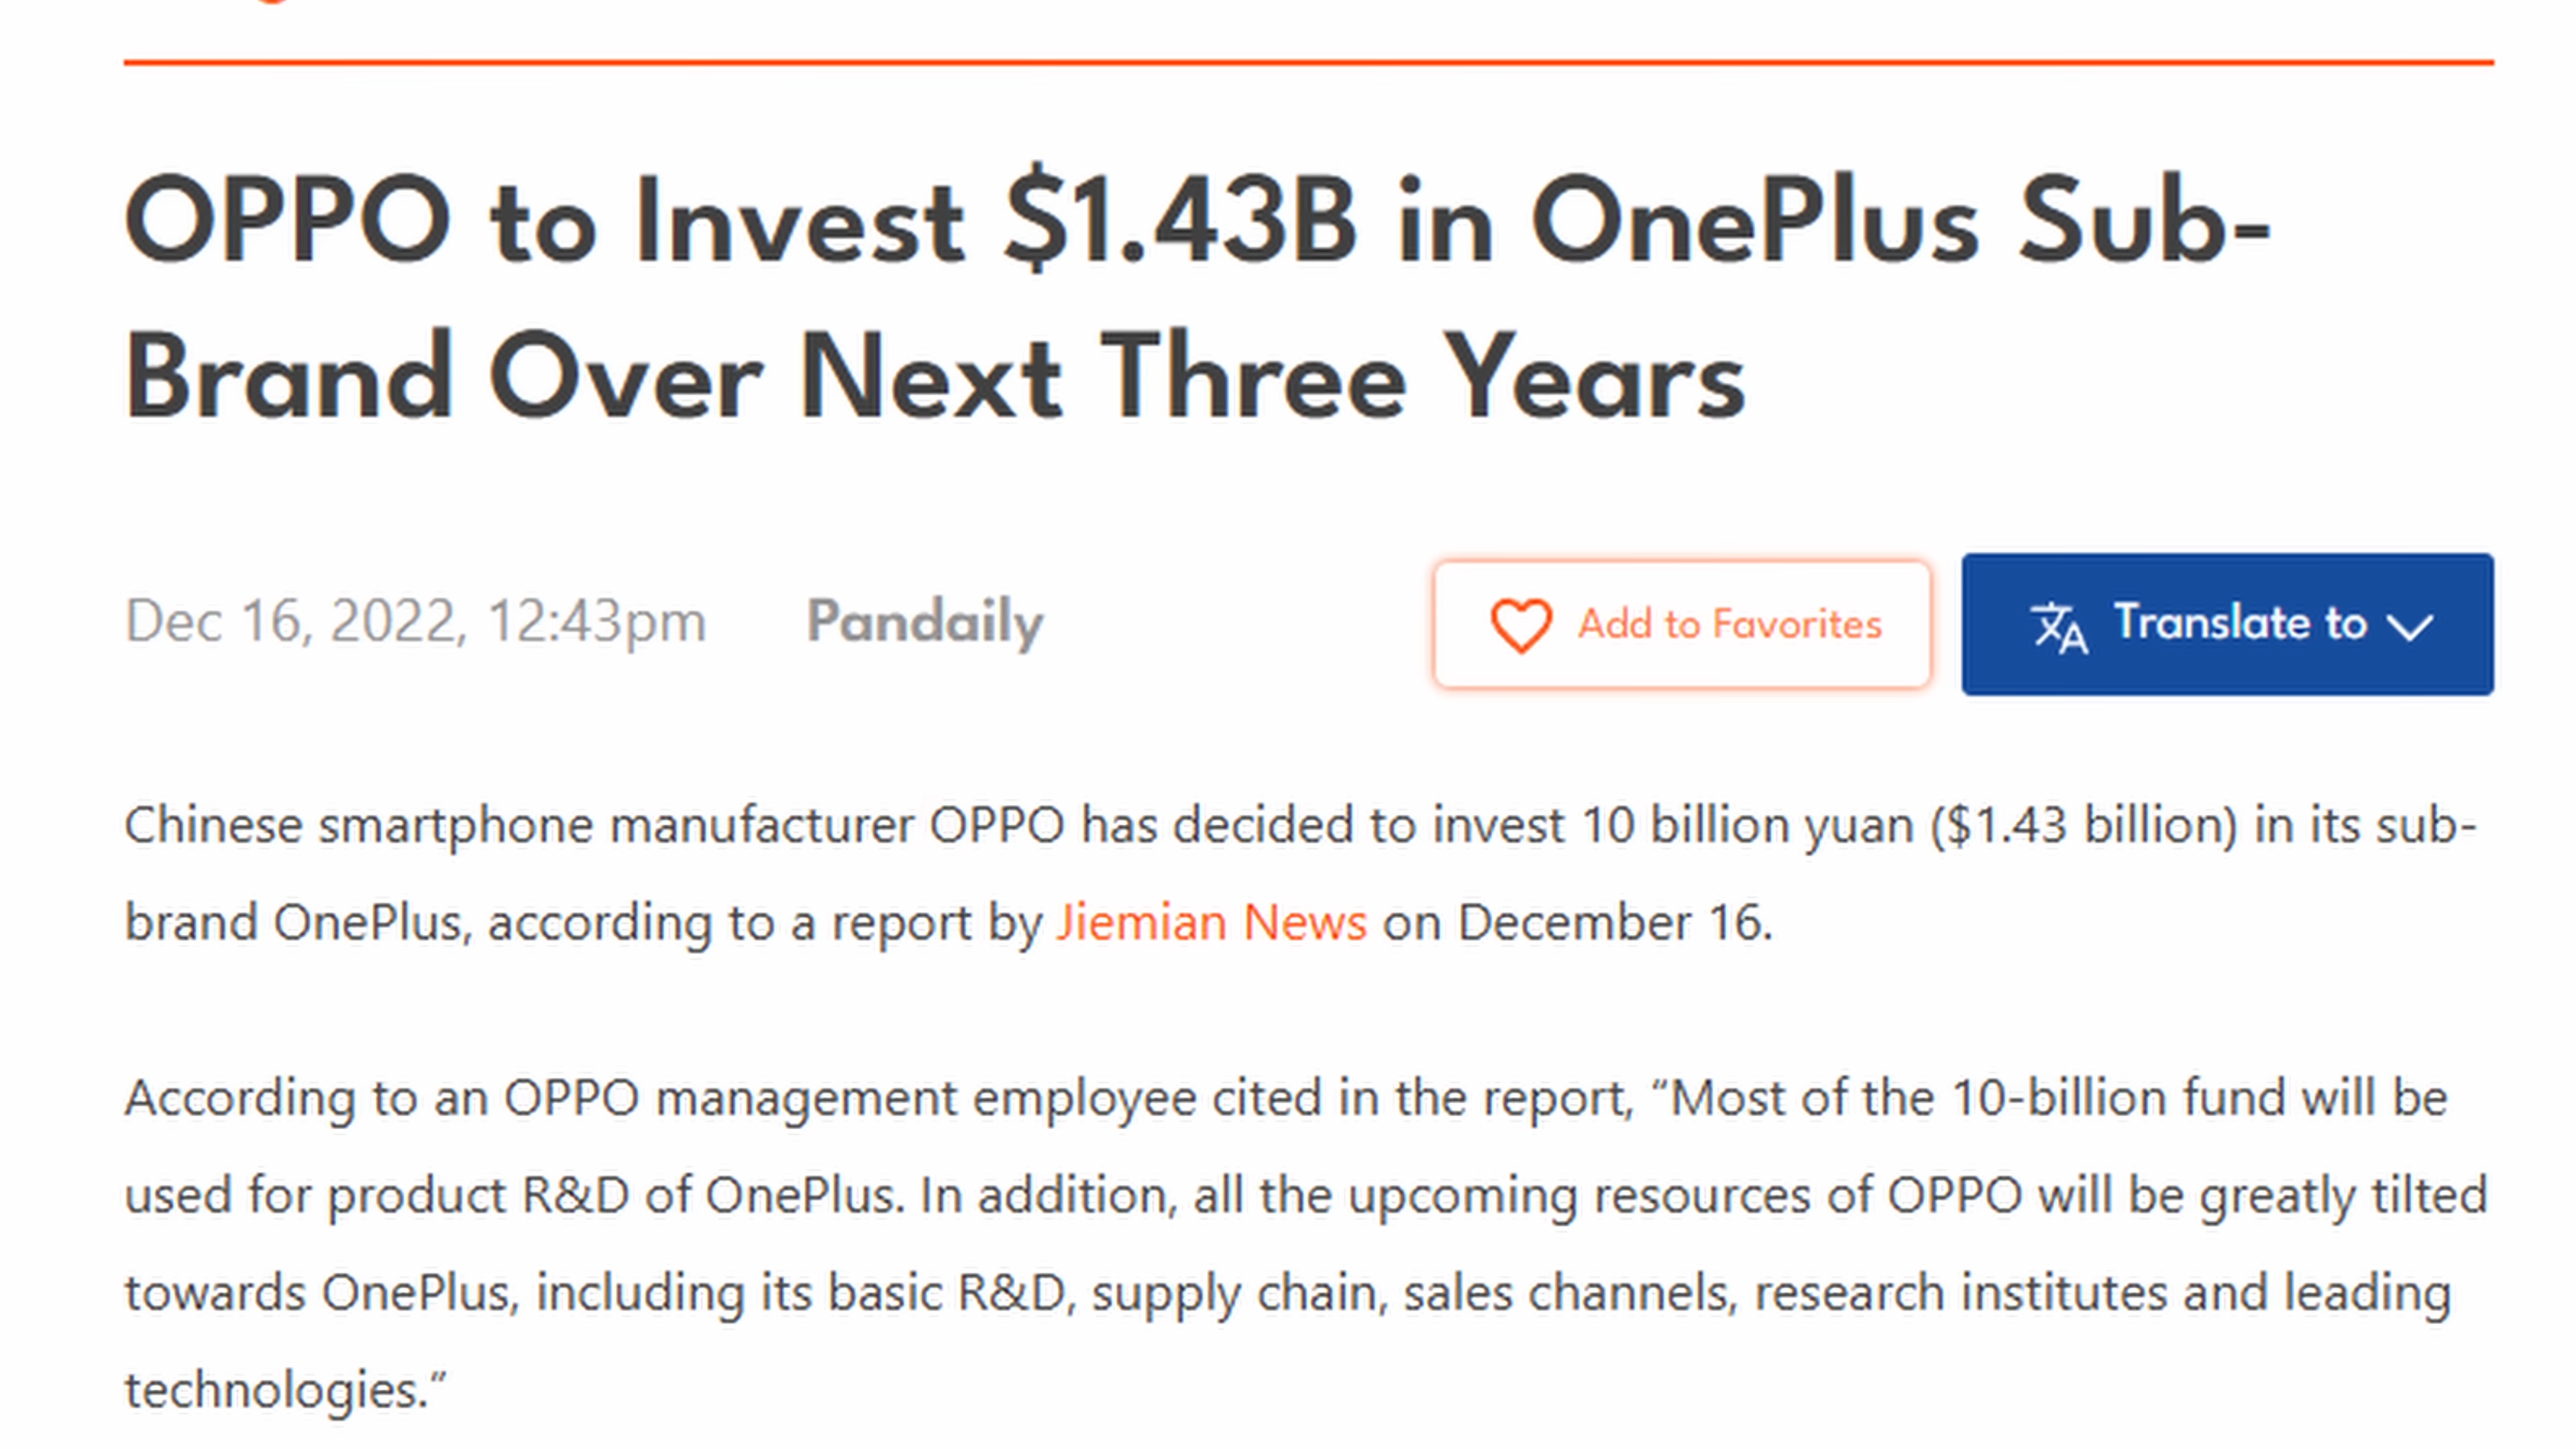 OPPO to Invest $1.43B in OnePlus Sub-
Brand Over Next Three Years
Dec 16, 2022, 12:43pm Pandaily Add to Favorites Translate to
Chinese smartphone manufacturer OPPO has decided to invest 10 billion yuan ($1.43 billion) in its sub-
brand OnePlus, according to a report by Jiemian News on December 16.
According to an OPPO management employee cited in the report, “Most of the 10-billion fund will be
used for product R&D of OnePlus. In addition, all the upcoming resources of OPPO will be greatly tilted
towards OnePlus, including its basic R&D, supply chain, sales channels, research institutes and leading
technologies.”